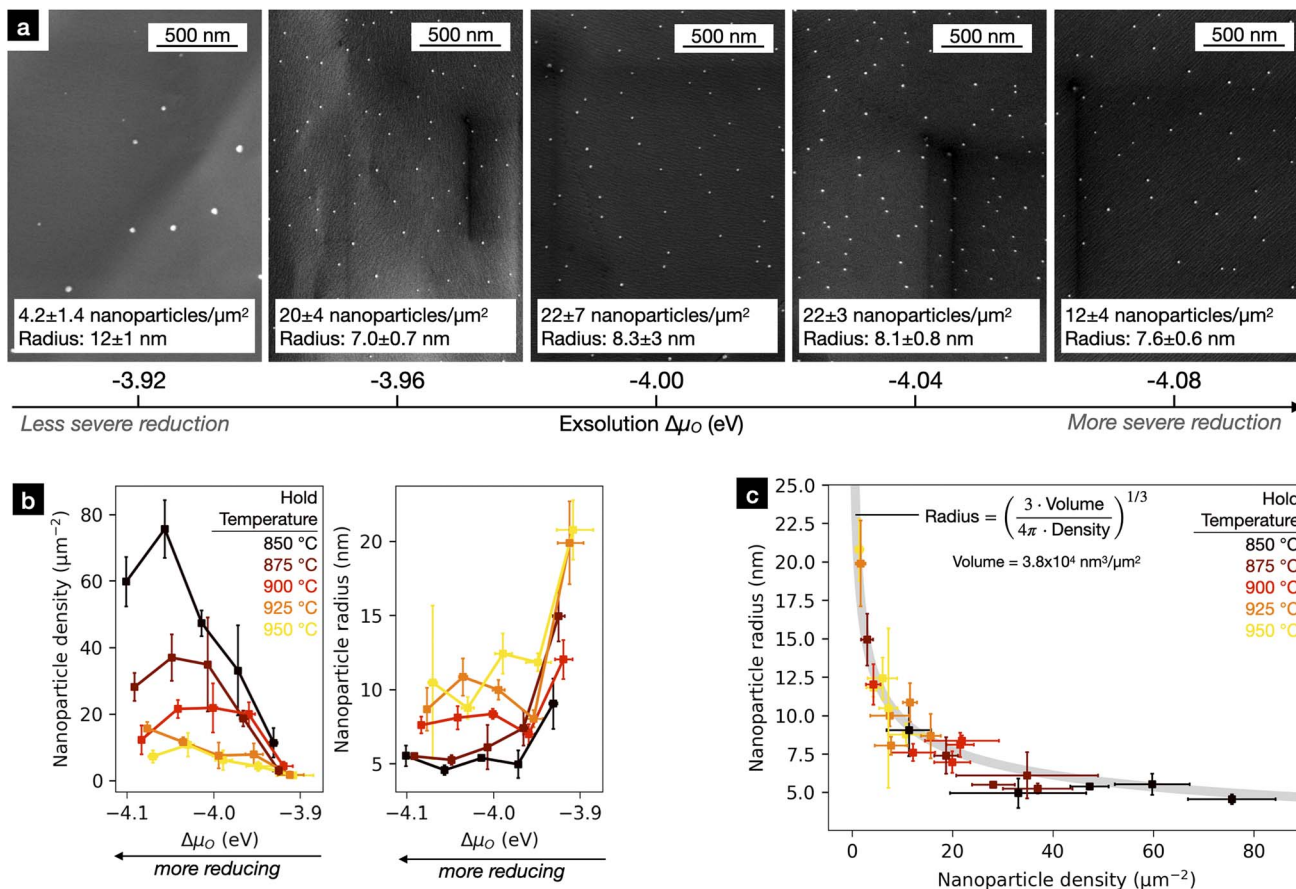 a
500 nm
500 nm
500 nm
500 nm
500 nm
4.2±1.4 nanoparticles/μm²
Radius: 12±1 nm
20±4 nanoparticles/μm²
Radius: 7.0±0.7 nm
22±7 nanoparticles/μm²
Radius: 8.3±3 nm
22±3 nanoparticles/μm²
Radius: 8.1±0.8 nm
12±4 nanoparticles/μm²
Radius: 7.6±0.6 nm
-3.92
-3.96
-4.00
-4.04
-4.08
Less severe reduction
Exsolution Δμ_O (eV)
More severe reduction
b
Nanoparticle density (μm⁻²)
80
60
40
20
0
Hold
Temperature
850 °C
875 °C
900 °C
925 °C
950 °C
−4.1
−4.0
−3.9
Δμ_O (eV)
more reducing
Nanoparticle radius (nm)
20
15
10
5
−4.1
−4.0
−3.9
Δμ_O (eV)
more reducing
c
Nanoparticle radius (nm)
25.0
22.5
20.0
17.5
15.0
12.5
10.0
7.5
5.0
Radius = (3 · Volume / 4π · Density)^1/3
Volume = 3.8x10⁴ nm³/μm²
Hold
Temperature
850 °C
875 °C
900 °C
925 °C
950 °C
0
20
40
60
80
Nanoparticle density (μm⁻²)